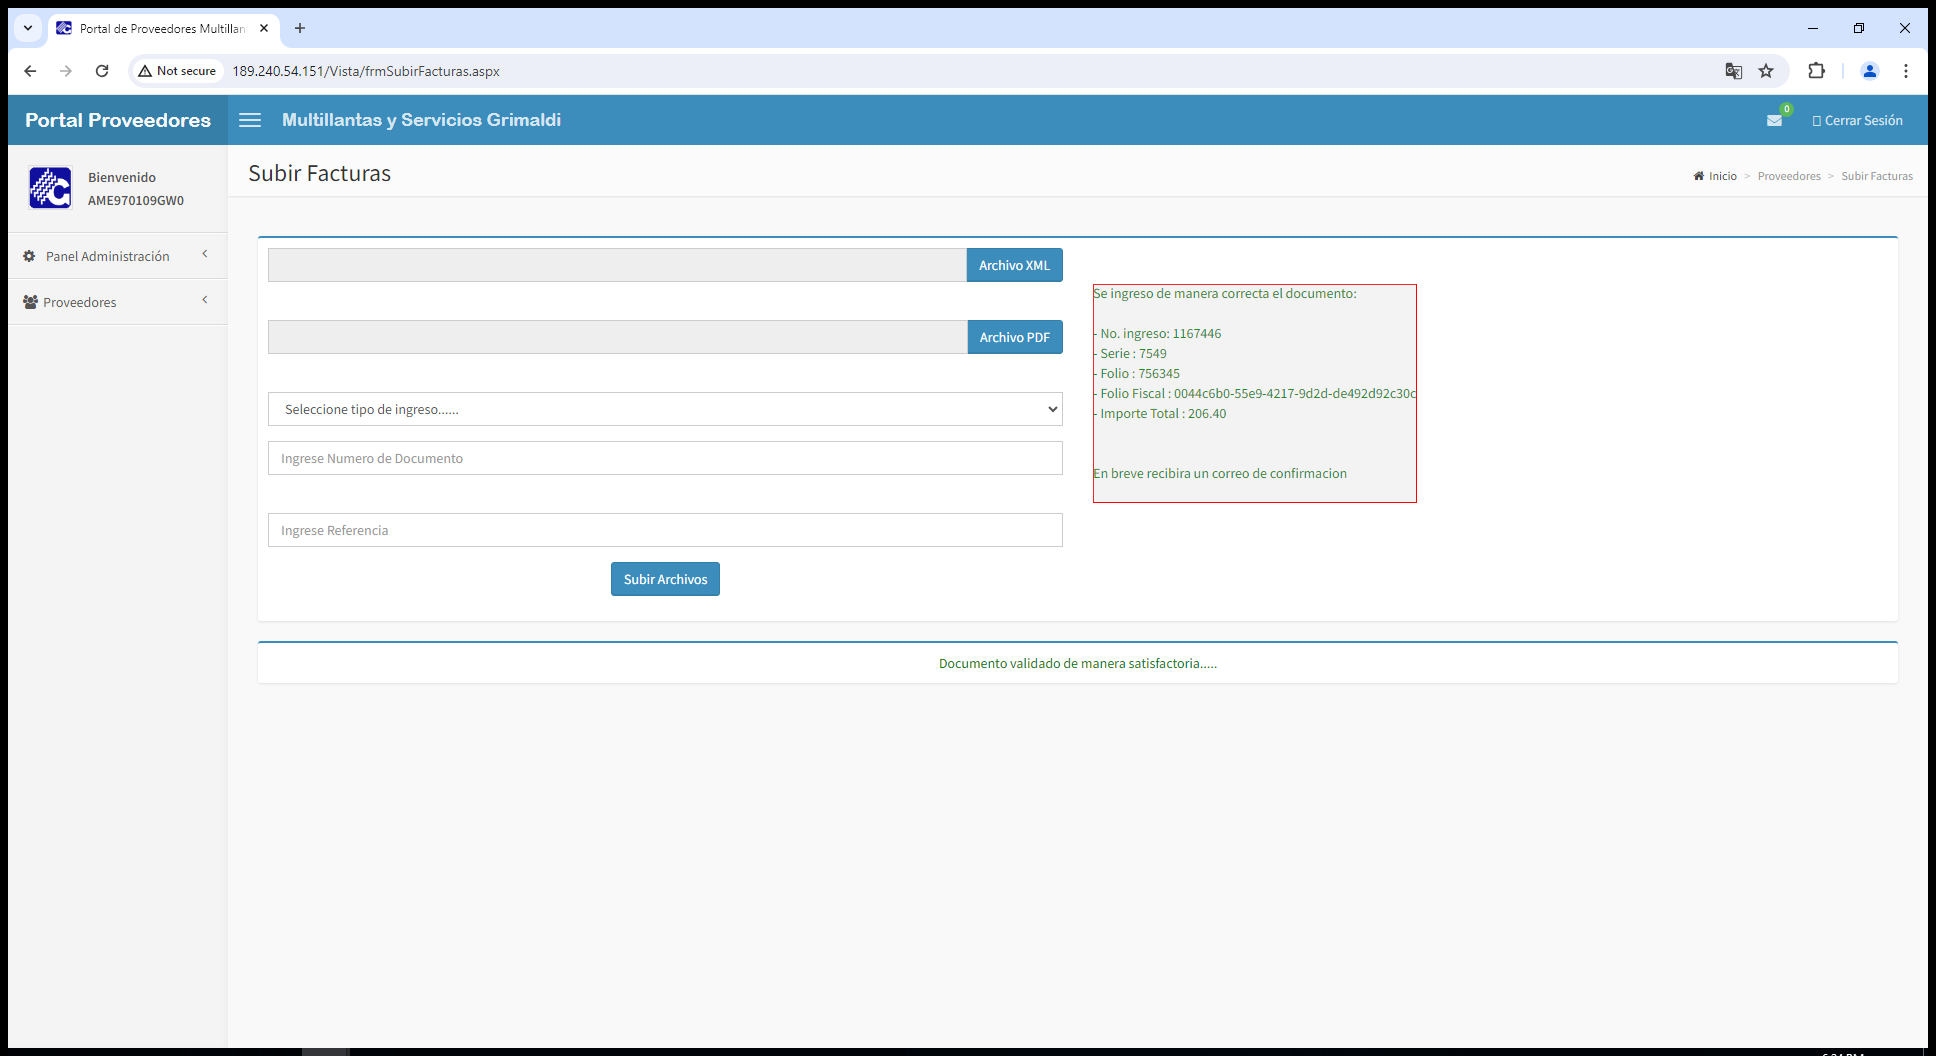 Portal de Proveedores Multillan
Not secure
189.240.54.151/Vista/frmSubirFacturas.aspx
Portal Proveedores
Multillantas y Servicios Grimaldi
0
Cerrar Sesión
Bienvenido
AME970109GW0
Panel Administración
Proveedores
Subir Facturas
Inicio > Proveedores > Subir Facturas
Archivo XML
Archivo PDF
Seleccione tipo de ingreso......
Ingrese Numero de Documento
Ingrese Referencia
Subir Archivos
Se ingreso de manera correcta el documento:
- No. ingreso: 1167446
- Serie : 7549
- Folio : 756345
- Folio Fiscal : 0044c6b0-55e9-4217-9d2d-de492d92c30c
- Importe Total : 206.40
En breve recibira un correo de confirmacion
Documento validado de manera satisfactoria.....